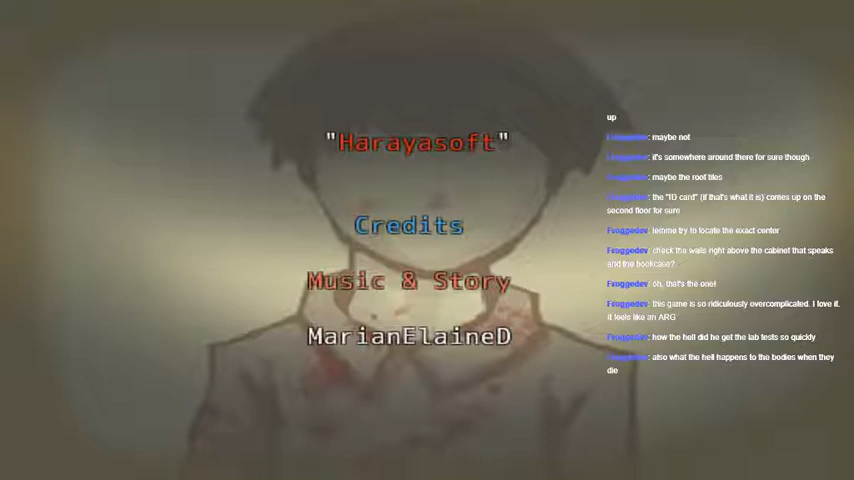 "Harayasoft"
Credits
Music & Story
MarianElaineD
up
: maybe not
: it's somewhere around there for sure though
: maybe the roof tiles
: the "ID card" (if that's what it is) comes up on the
second floor for sure
Froggedev: lemme try to locate the exact center
Froggedev: check the walls right above the cabinet that speaks
and the bookcase?
Froggedev: oh, that's the one!
Froggedev: this game is so ridiculously overcomplicated. I love it.
it feels like an ARG
Froggedev: how the hell did he get the lab tests so quickly
: also what the hell happens to the bodies when they
die